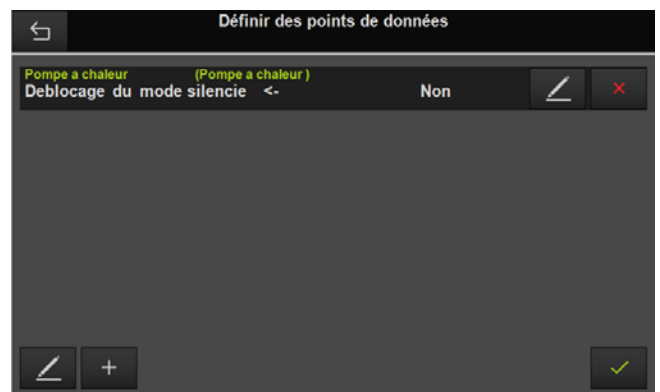 Définir des points de données
Pompe a chaleur (Pompe a chaleur )
Deblocage du mode silencie <- Non